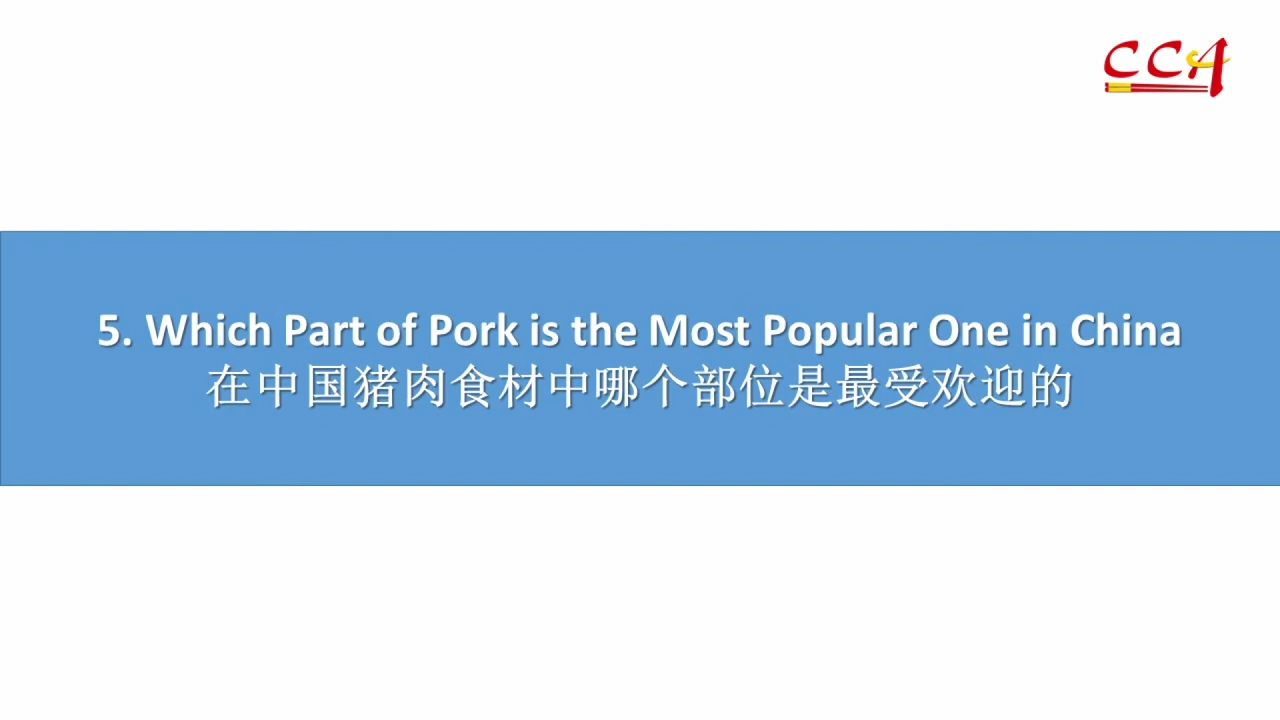 CCA
5. Which Part of Pork is the Most Popular One in China
在中国猪肉食材中哪个部位是最受欢迎的